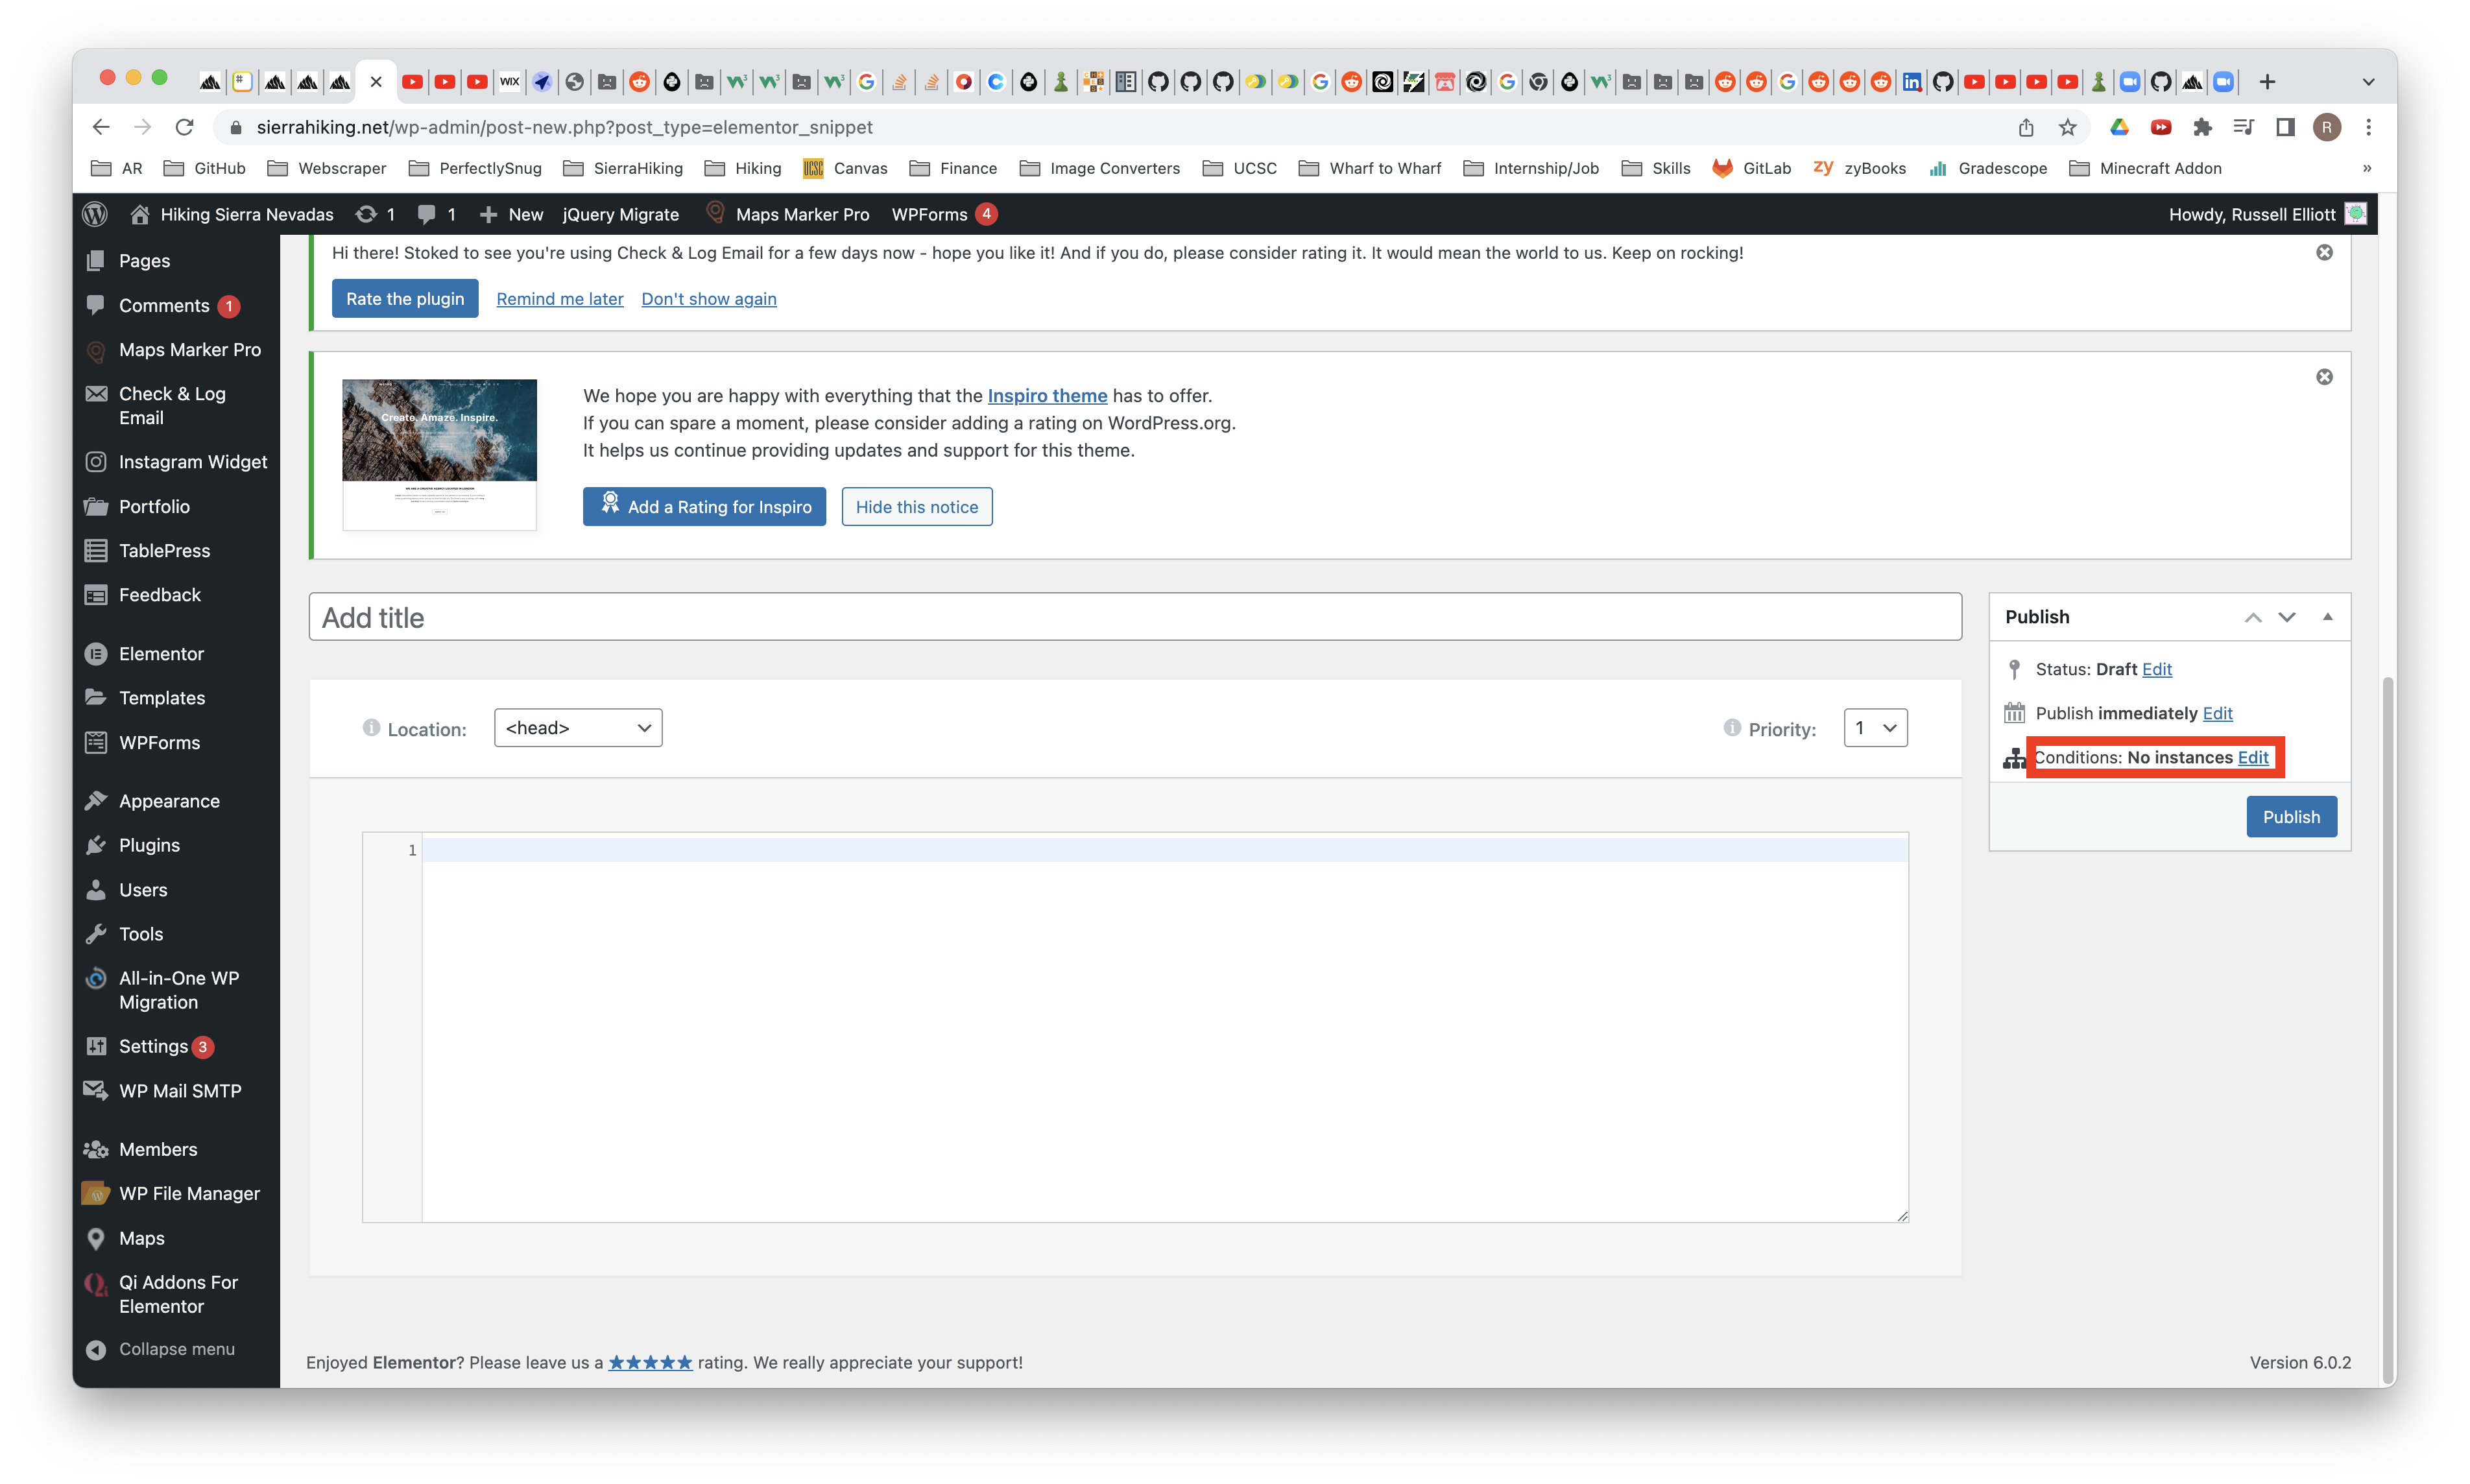 sierrahiking.net/wp-admin/post-new.php?post_type=elementor_snippet
R
AR GitHub Webscraper PerfectlySnug SierraHiking Hiking UCSC Canvas Finance Image Converters UCSC Wharf to Wharf Internship/Job Skills GitLab zy zyBooks Gradescope Minecraft Addon »
Hiking Sierra Nevadas 1 1 New jQuery Migrate Maps Marker Pro WPForms 4 Howdy, Russell Elliott
Pages
Comments 1
Maps Marker Pro
Check & Log
Email
Instagram Widget
Portfolio
TablePress
Feedback
Elementor
Templates
WPForms
Appearance
Plugins
Users
Tools
All-in-One WP
Migration
Settings 3
WP Mail SMTP
Members
WP File Manager
Maps
Qi Addons For
Elementor
Collapse menu
Hi there! Stoked to see you're using Check & Log Email for a few days now - hope you like it! And if you do, please consider rating it. It would mean the world to us. Keep on rocking!
Rate the plugin Remind me later Don't show again
Create. Amaze. Inspire.
We hope you are happy with everything that the Inspiro theme has to offer.
If you can spare a moment, please consider adding a rating on WordPress.org.
It helps us continue providing updates and support for this theme.
Add a Rating for Inspiro Hide this notice
Add title
Location: <head> Priority: 1
1
Publish
Status: Draft Edit
Publish immediately Edit
Conditions: No instances Edit
Publish
Enjoyed Elementor? Please leave us a ★★★★★ rating. We really appreciate your support!
Version 6.0.2